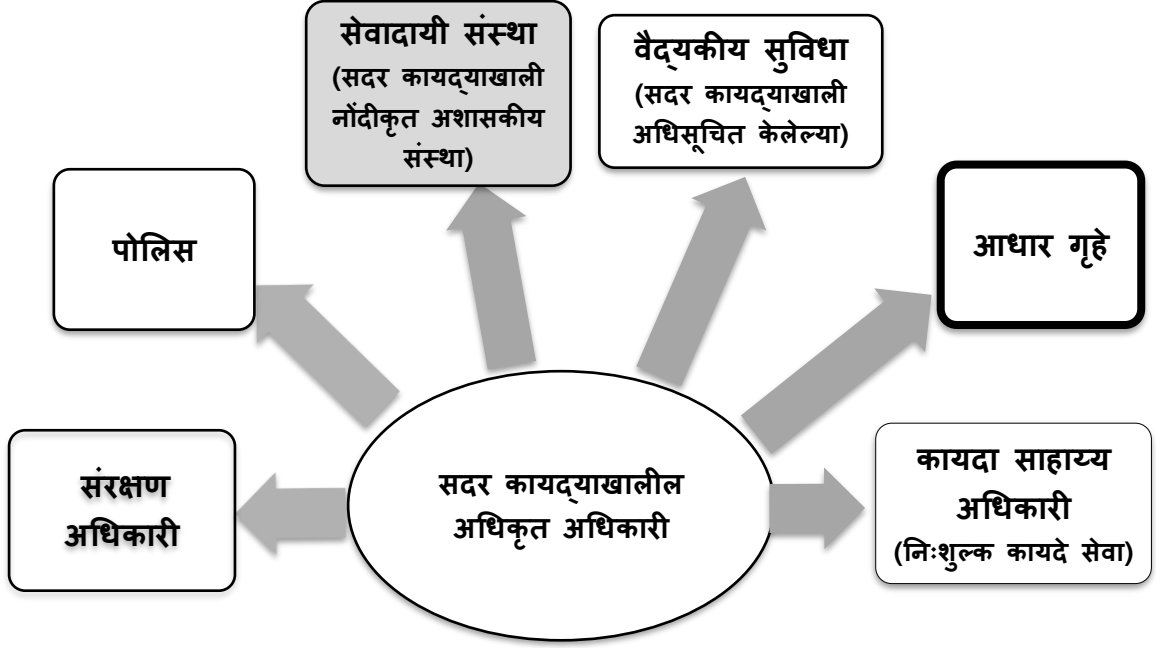 सेवादायी संस्था
(सदर कायद्याखाली
नोंदीकृत अशासकीय
संस्था)
वैद्यकीय सुविधा
(सदर कायद्याखाली
अधिसूचित केलेल्या)
पोलिस
आधार गृहे
संरक्षण
अधिकारी
सदर कायद्याखालील
अधिकृत अधिकारी
कायदा साहाय्य
अधिकारी
(निःशुल्क कायदे सेवा)